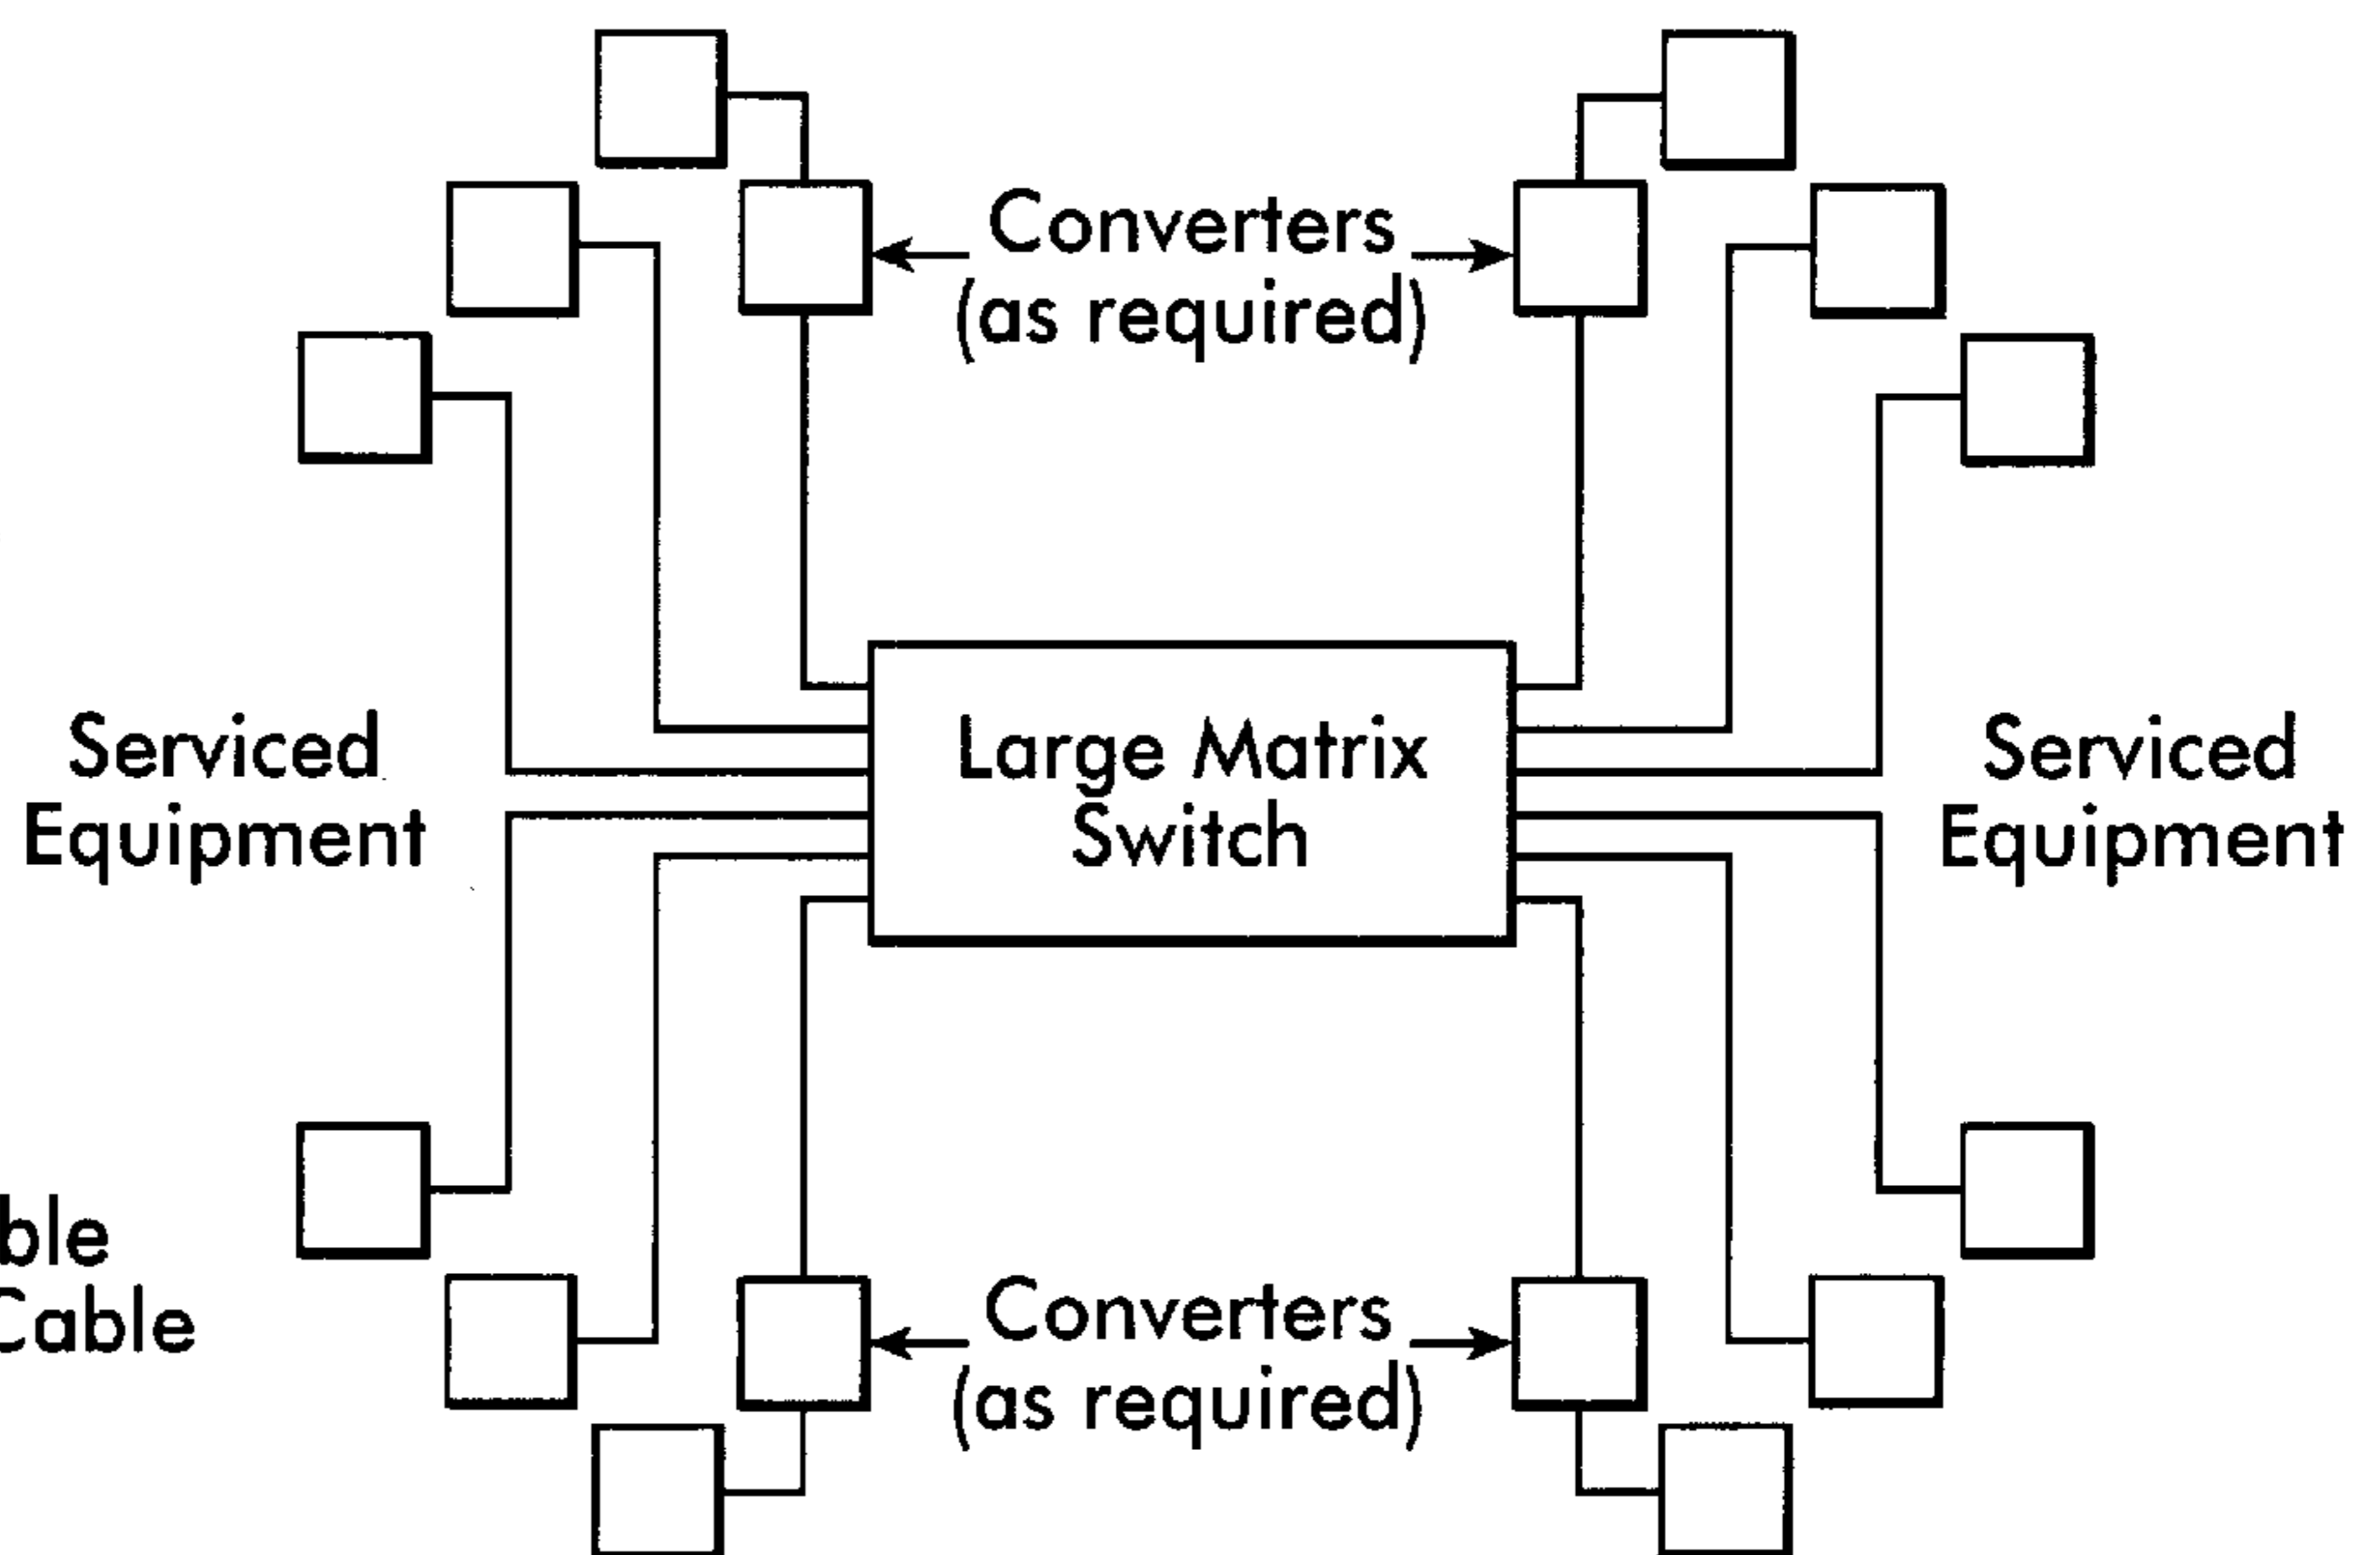 Converters
(as required)
Serviced
Equipment
Large Matrix
Switch
Serviced
Equipment
ble
Cable
Converters
(as required)